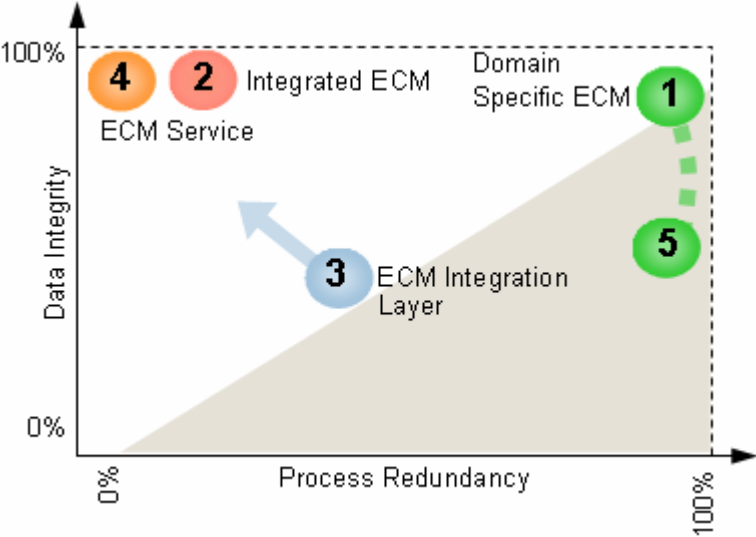 100%
4
2
Integrated ECM
ECM Service
Domain
Specific ECM
1
5
3
ECM Integration
Layer
Data Integrity
0%
0%
Process Redundancy
100%